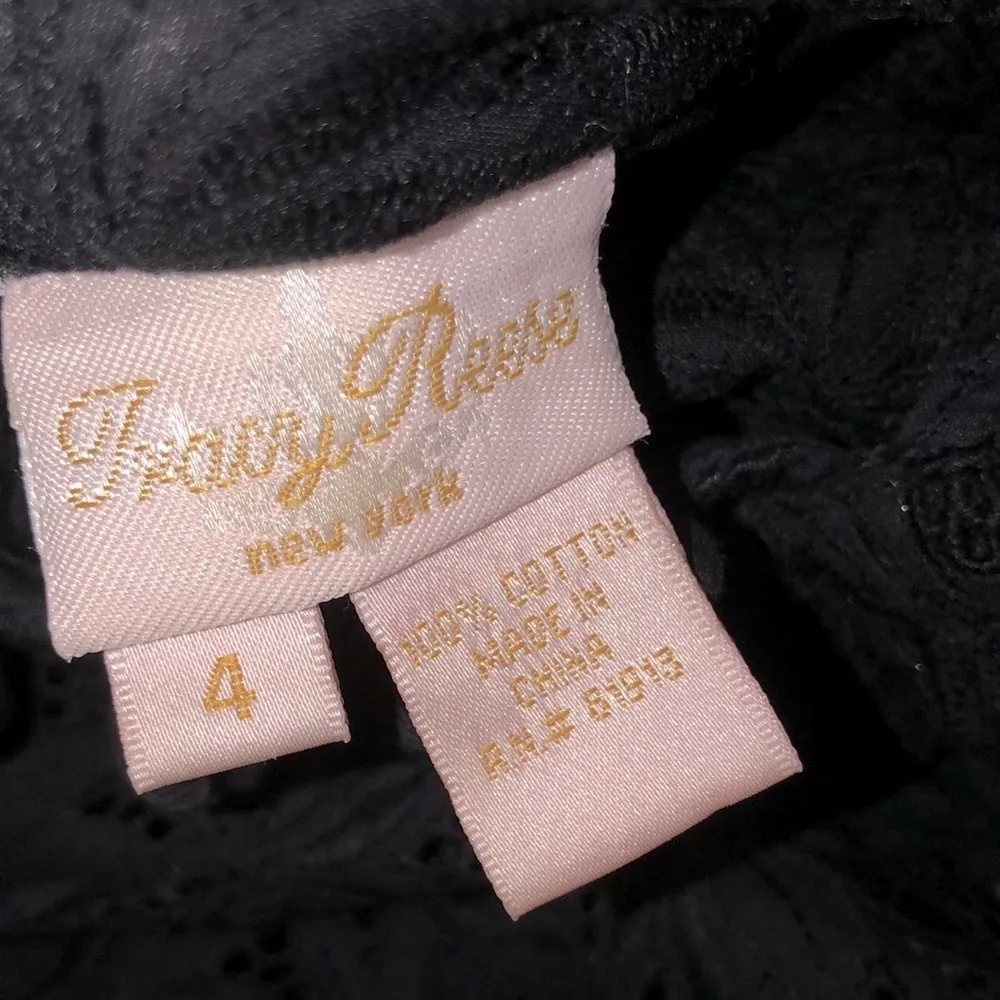 Tracy Reese
new york
4
100% COTTON
MADE IN
CHINA
RN.# 81913